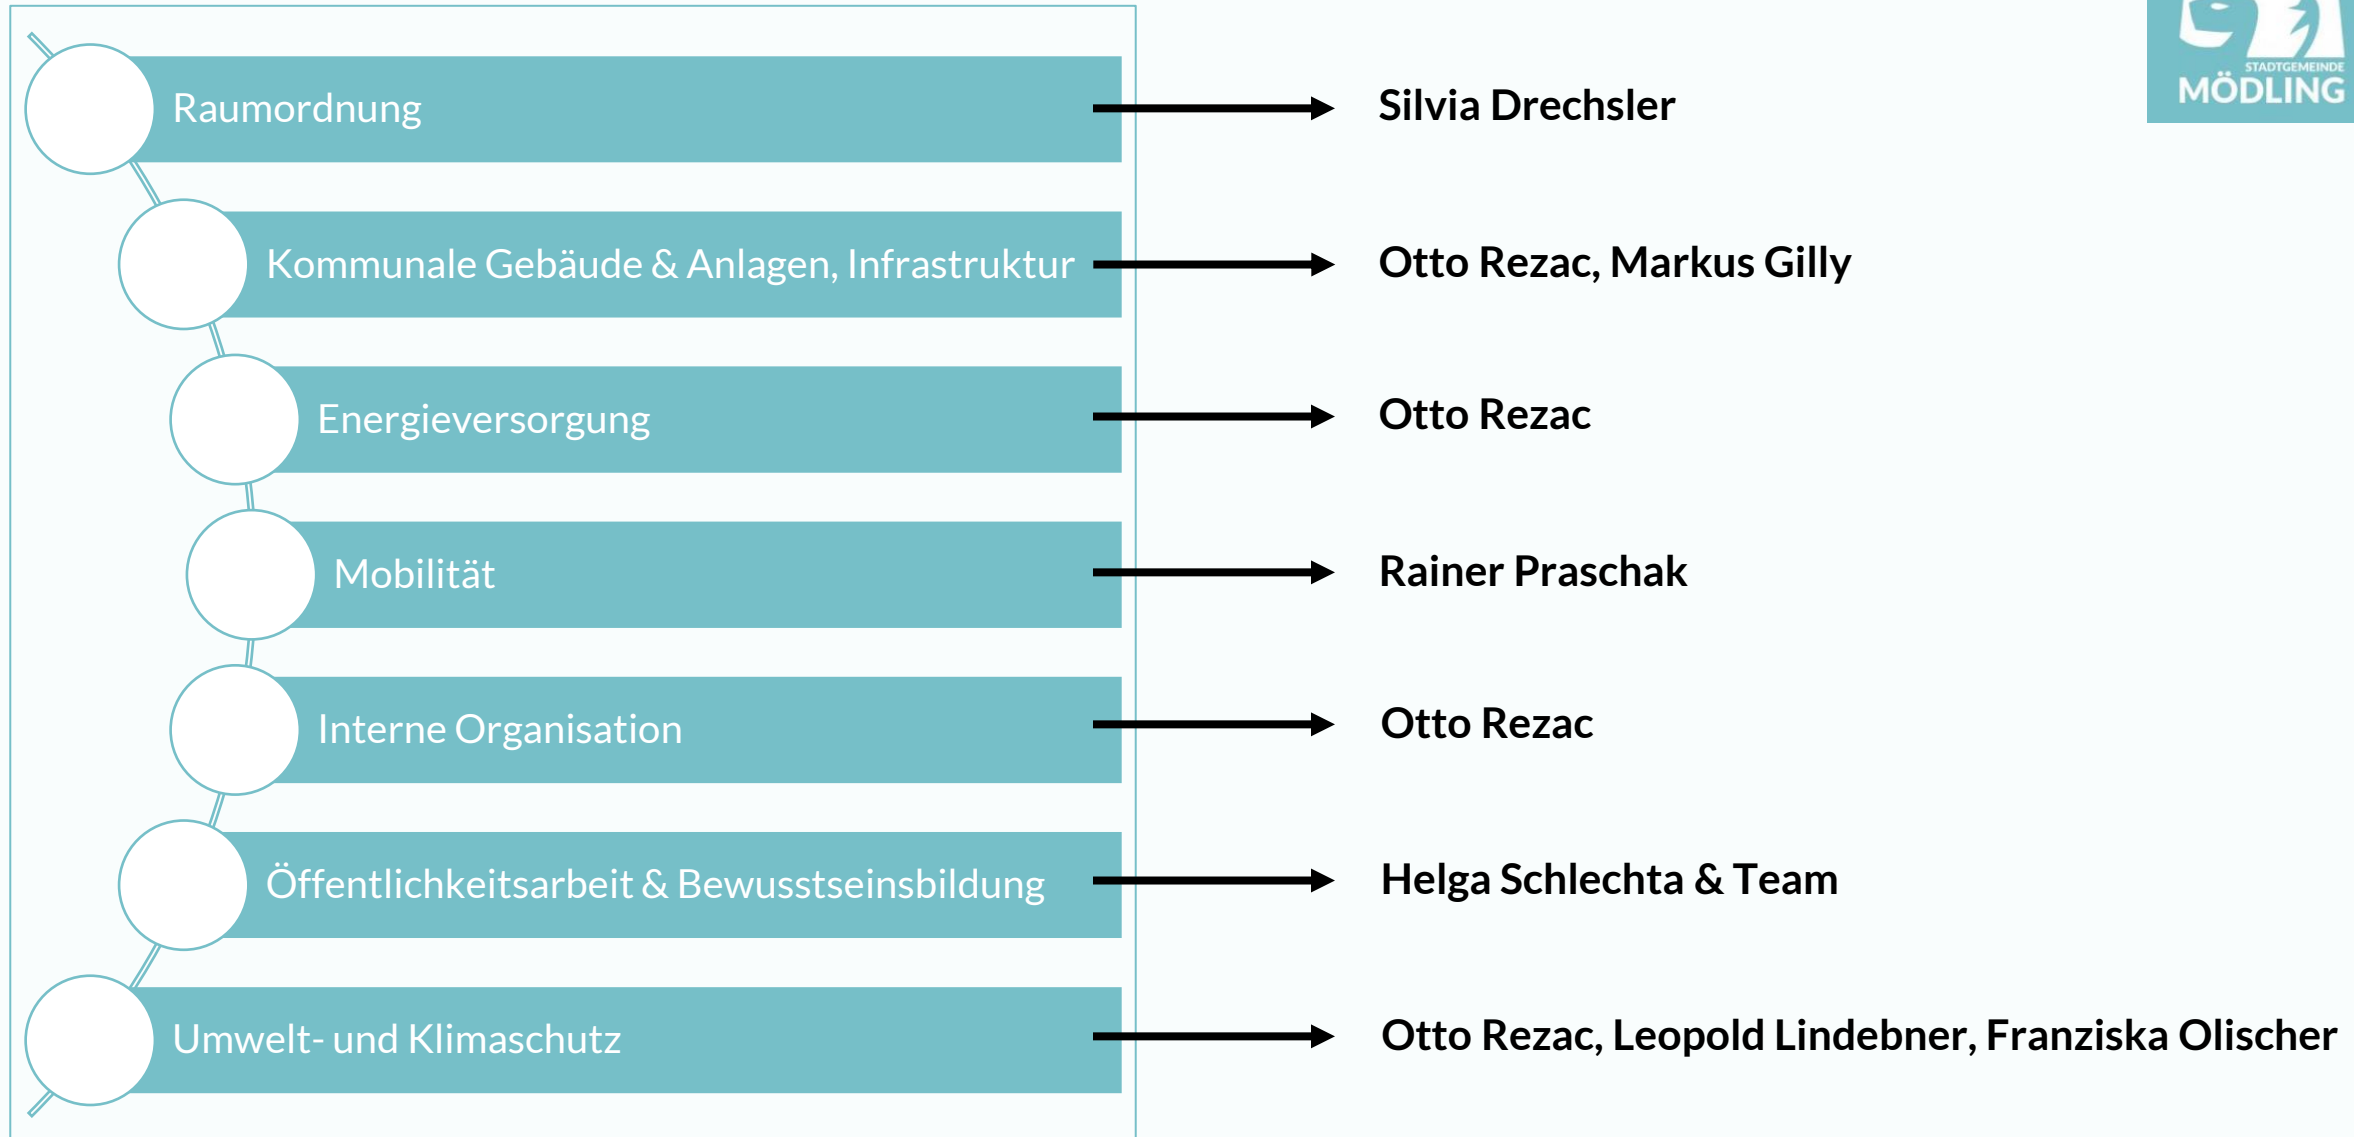 STADTGEMEINDE
MÖDLING
Raumordnung
Silvia Drechsler
Kommunale Gebäude & Anlagen, Infrastruktur
Otto Rezac, Markus Gilly
Energieversorgung
Otto Rezac
Mobilität
Rainer Praschak
Interne Organisation
Otto Rezac
Öffentlichkeitsarbeit & Bewusstseinsbildung
Helga Schlechta & Team
Umwelt- und Klimaschutz
Otto Rezac, Leopold Lindebner, Franziska Olischer